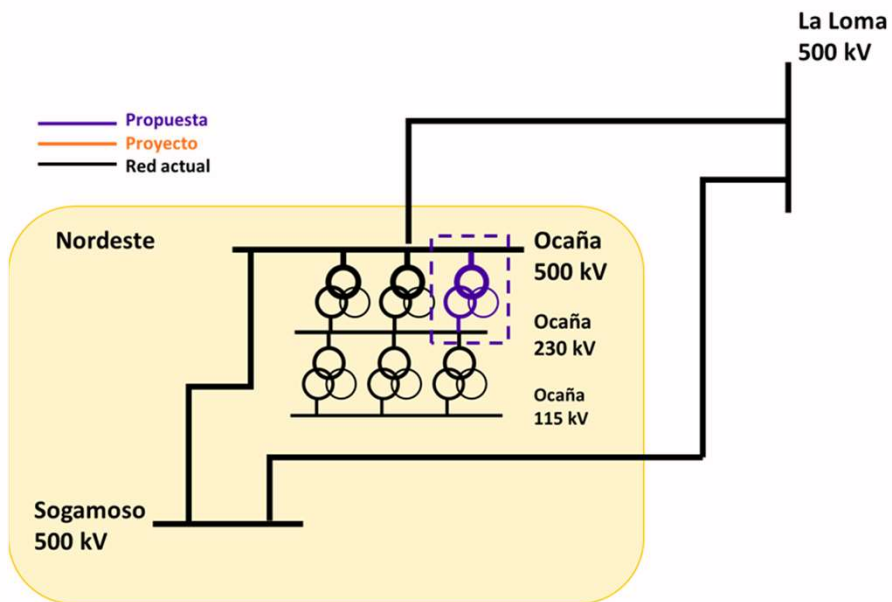 La Loma
500 kV
Propuesta
Proyecto
Red actual
Nordeste
Ocaña
500 kV
Ocaña
230 kV
Ocaña
115 kV
Sogamoso
500 kV